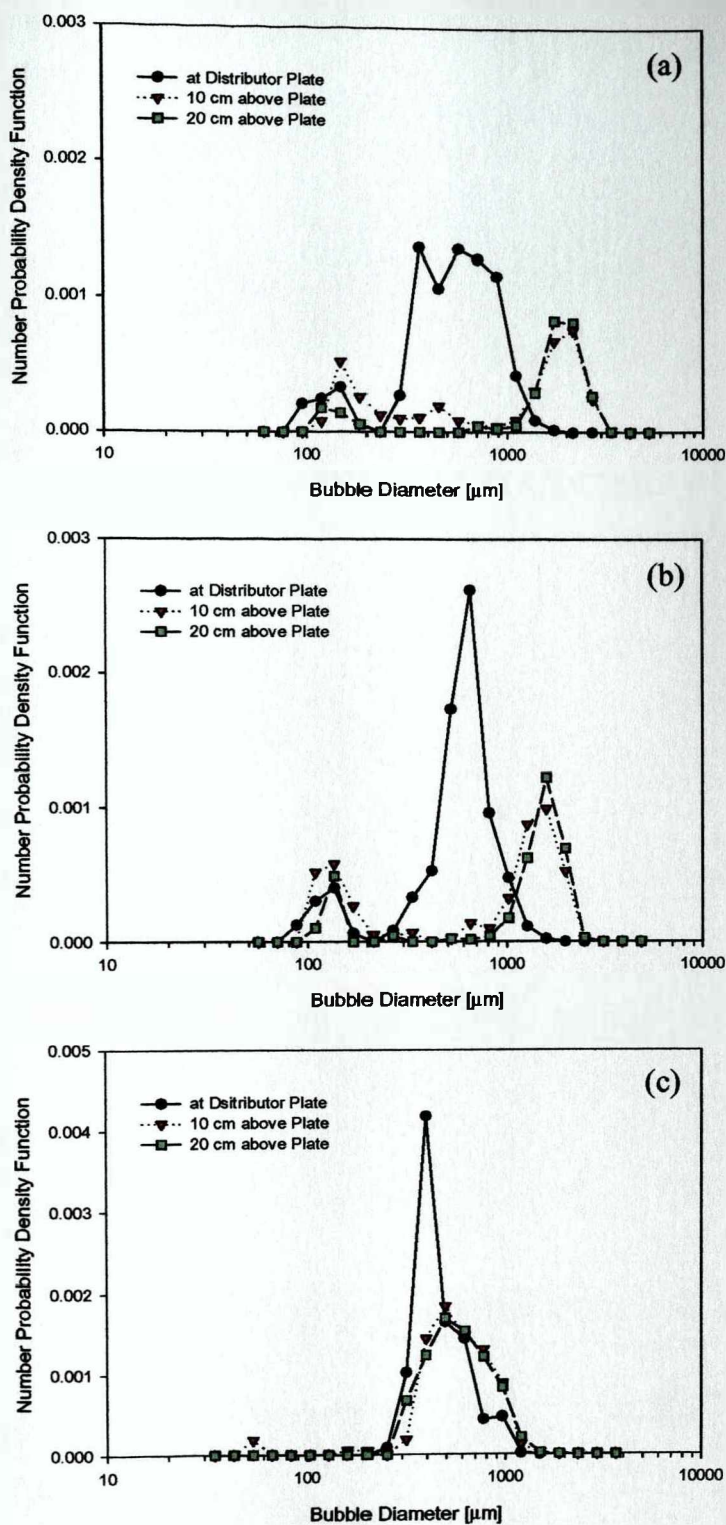 (a)
Number Probability Density Function
0.003
0.002
0.001
0.000
at Distributor Plate
10 cm above Plate
20 cm above Plate
10
100
1000
10000
Bubble Diameter [μm]
(b)
Number Probability Density Function
0.003
0.002
0.001
0.000
at Distributor Plate
10 cm above Plate
20 cm above Plate
10
100
1000
10000
Bubble Diameter [μm]
(c)
Number Probability Density Function
0.005
0.004
0.003
0.002
0.001
0.000
at Dsitributor Plate
10 cm above Plate
20 cm above Plate
10
100
1000
10000
Bubble Diameter [μm]